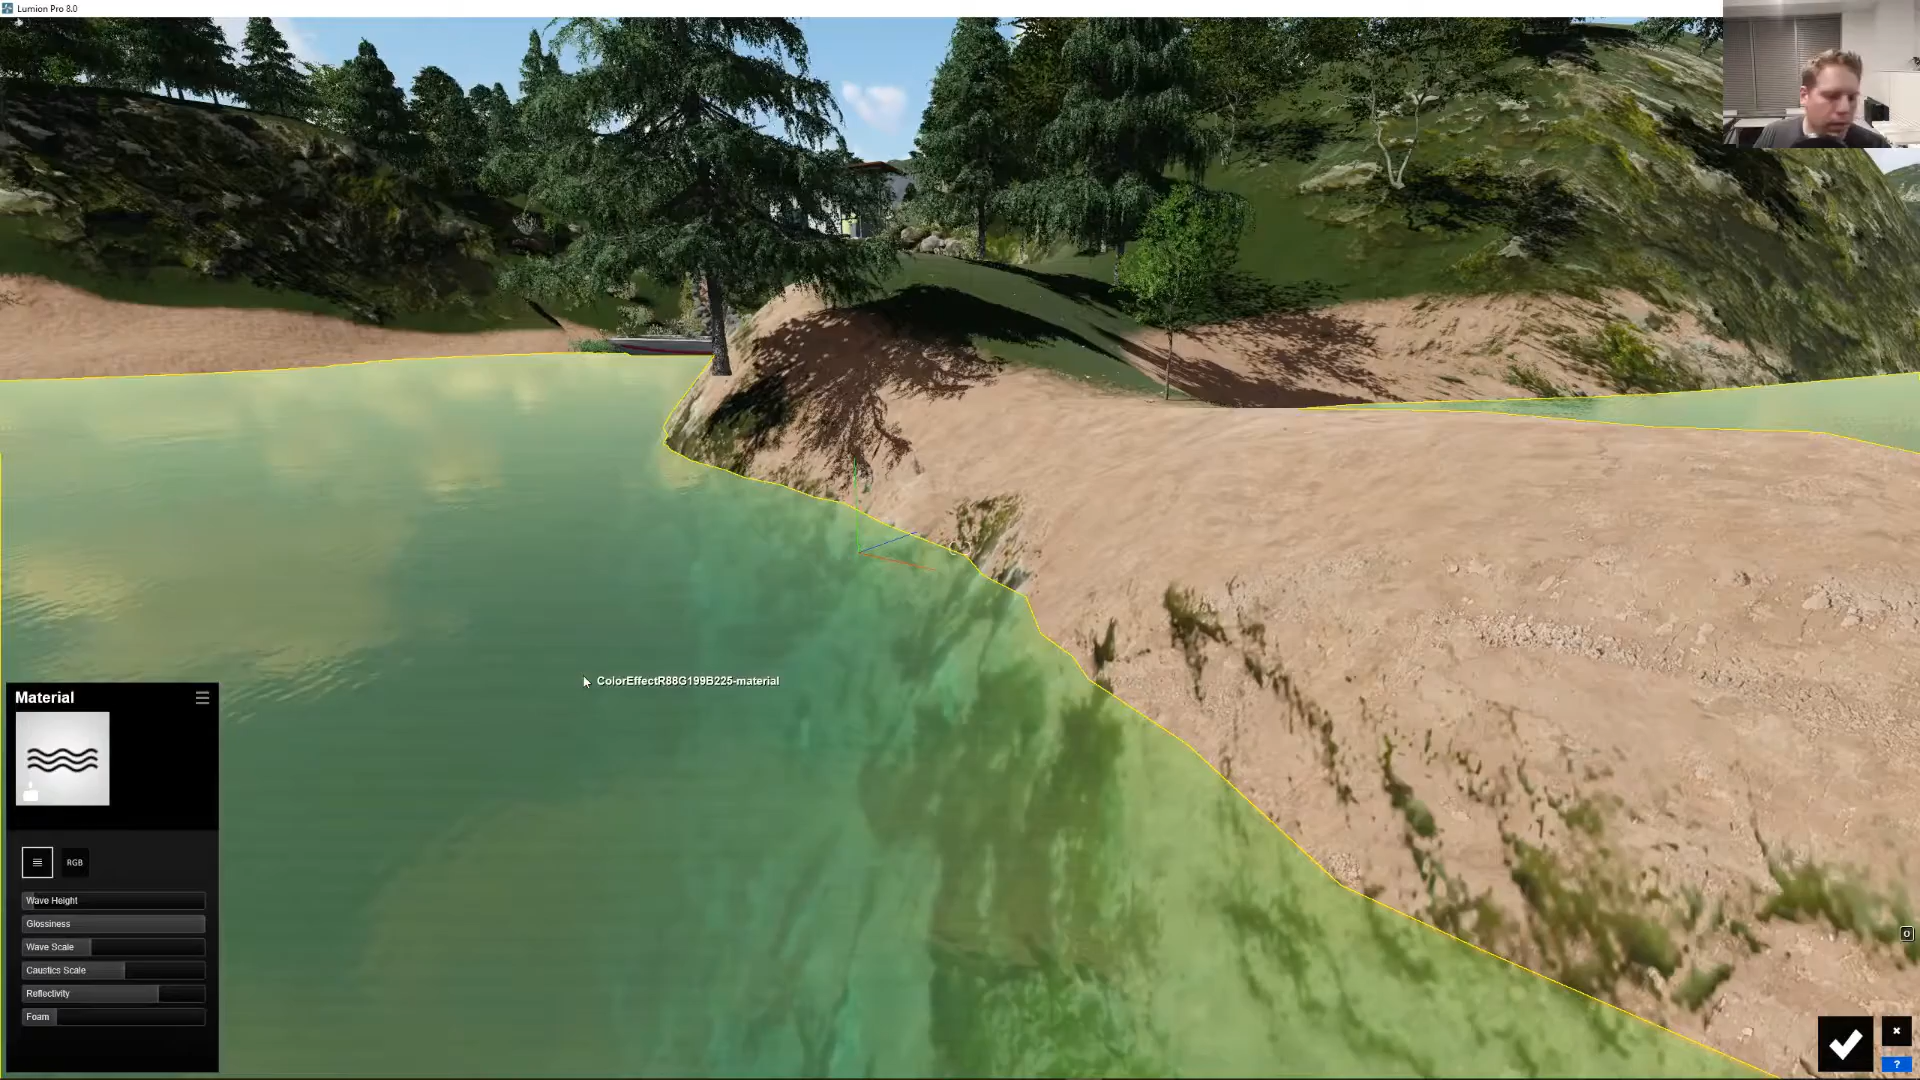 Lumion Pro 8.0
ColorEffectR88G199B225-material
Material
RGB
Wave Height
Glossiness
Wave Scale
Caustics Scale
Reflectivity
Foam
O
?